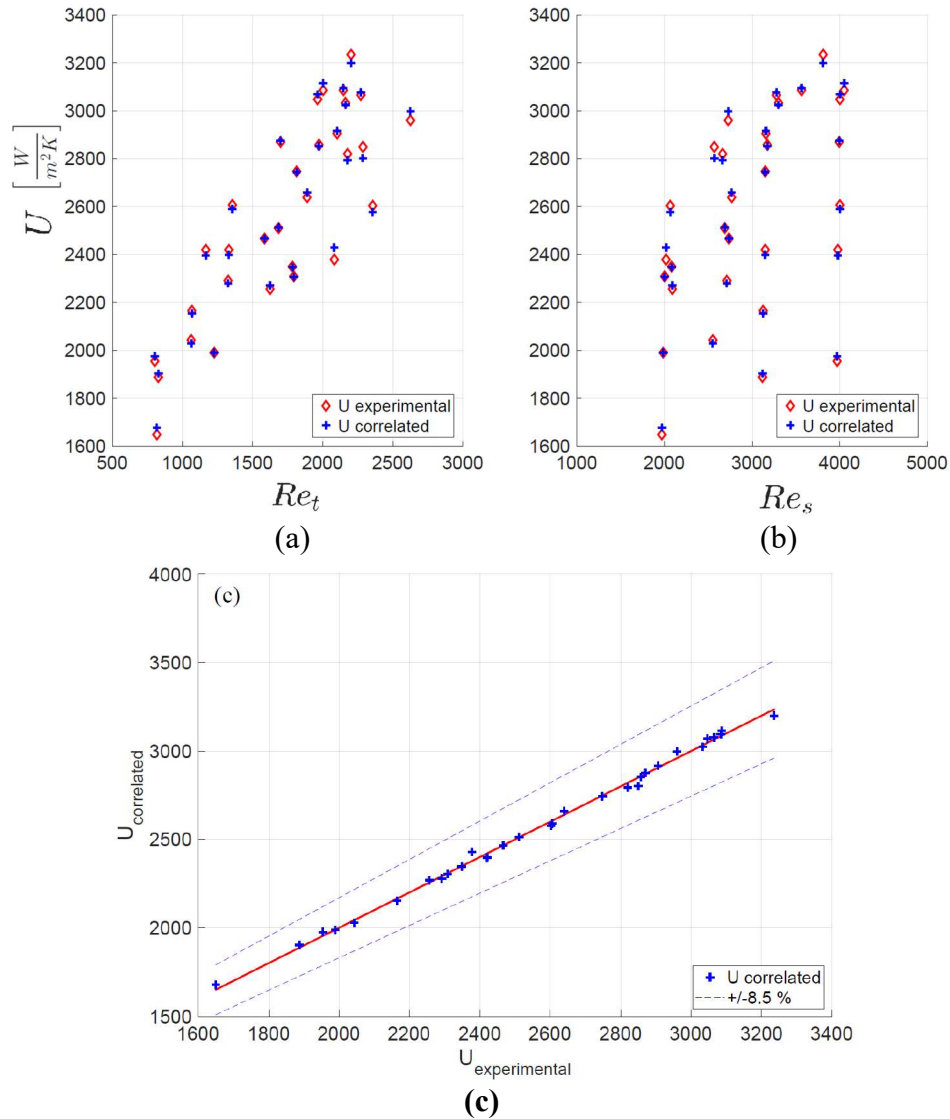 3400
3200
3000
2800
2600
2400
2200
2000
1800
1600
U [W/m²K]
500 1000 1500 2000 2500 3000
Re_t
U experimental
U correlated
(a)
3400
3200
3000
2800
2600
2400
2200
2000
1800
1600
1000 2000 3000 4000 5000
Re_s
U experimental
U correlated
(b)
(c)
4000
3500
3000
2500
2000
1500
U_correlated
1600 1800 2000 2200 2400 2600 2800 3000 3200 3400
U_experimental
U correlated
+/-8.5 %
(c)